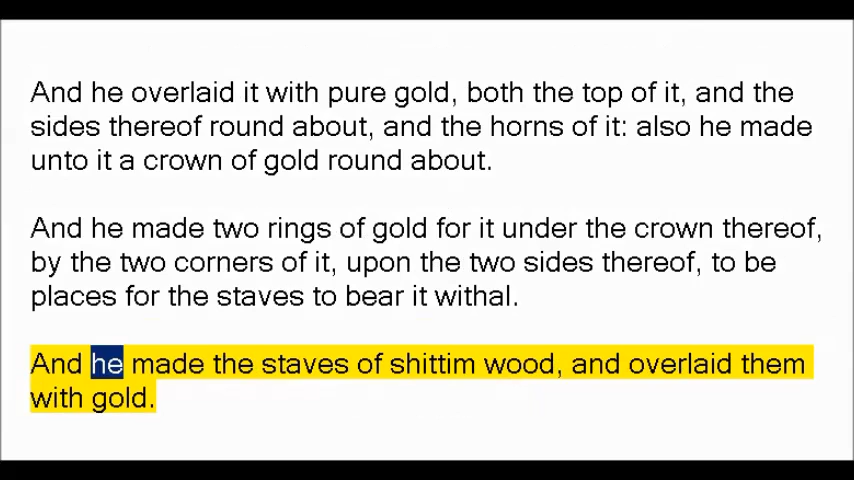 And he overlaid it with pure gold, both the top of it, and the
sides thereof round about, and the horns of it: also he made
unto it a crown of gold round about.
And he made two rings of gold for it under the crown thereof,
by the two corners of it, upon the two sides thereof, to be
places for the staves to bear it withal.
And he made the staves of shittim wood, and overlaid them
with gold.